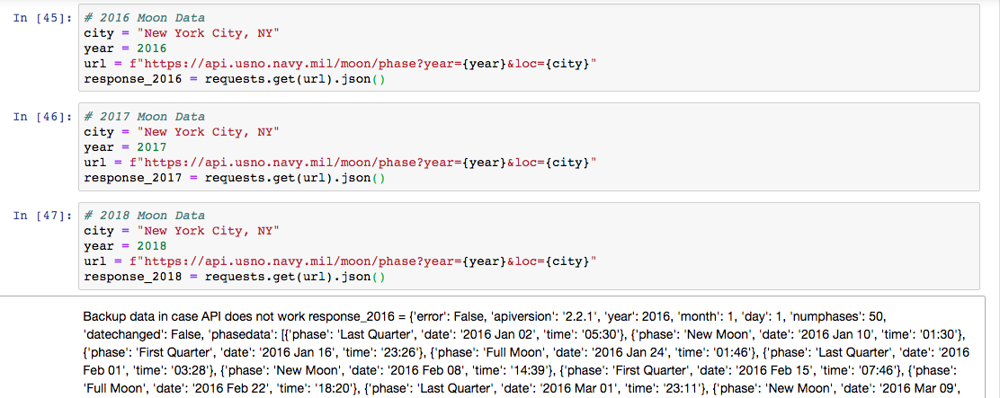 In [45]: # 2016 Moon Data
city = "New York City, NY"
year = 2016
url = f"https://api.usno.navy.mil/moon/phase?year={year}&loc={city}"
response_2016 = requests.get(url).json()
In [46]: # 2017 Moon Data
city = "New York City, NY"
year = 2017
url = f"https://api.usno.navy.mil/moon/phase?year={year}&loc={city}"
response_2017 = requests.get(url).json()
In [47]: # 2018 Moon Data
city = "New York City, NY"
year = 2018
url = f"https://api.usno.navy.mil/moon/phase?year={year}&loc={city}"
response_2018 = requests.get(url).json()
Backup data in case API does not work response_2016 = {'error': False, 'apiversion': '2.2.1', 'year': 2016, 'month': 1, 'day': 1, 'numphases': 50,
'datechanged': False, 'phasedata': [{'phase': 'Last Quarter', 'date': '2016 Jan 02', 'time': '05:30'}, {'phase': 'New Moon', 'date': '2016 Jan 10', 'time': '01:30'},
{'phase': 'First Quarter', 'date': '2016 Jan 16', 'time': '23:26'}, {'phase': 'Full Moon', 'date': '2016 Jan 24', 'time': '01:46'}, {'phase': 'Last Quarter', 'date': '2016
Feb 01', 'time': '03:28'}, {'phase': 'New Moon', 'date': '2016 Feb 08', 'time': '14:39'}, {'phase': 'First Quarter', 'date': '2016 Feb 15', 'time': '07:46'}, {'phase':
'Full Moon', 'date': '2016 Feb 22', 'time': '18:20'}, {'phase': 'Last Quarter', 'date': '2016 Mar 01', 'time': '23:11'}, {'phase': 'New Moon', 'date': '2016 Mar 09',